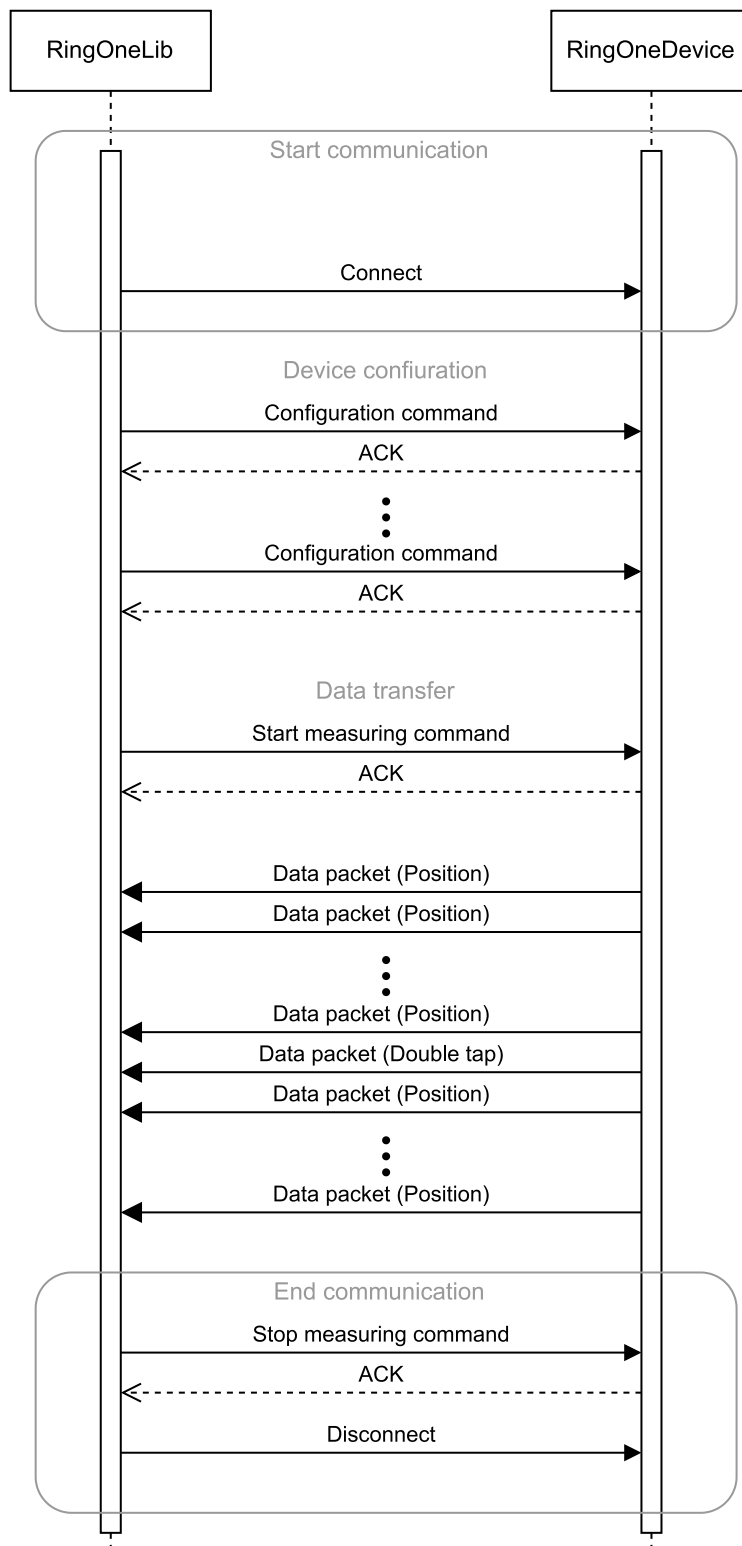 RingOneLib
RingOneDevice
Start communication
Connect
Device confiuration
Configuration command
ACK
Configuration command
ACK
Data transfer
Start measuring command
ACK
Data packet (Position)
Data packet (Position)
Data packet (Position)
Data packet (Double tap)
Data packet (Position)
Data packet (Position)
End communication
Stop measuring command
ACK
Disconnect